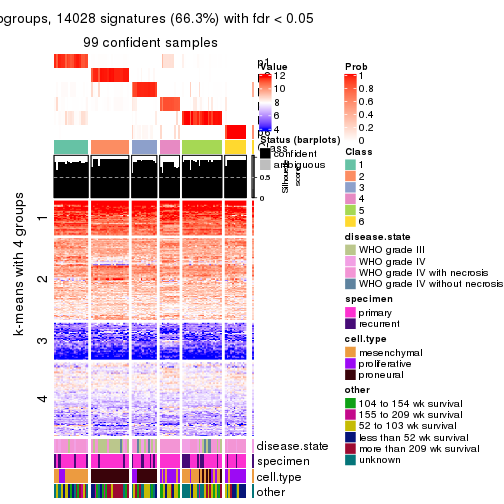 ogroups, 14028 signatures (66.3%) with fdr < 0.05
99 confident samples
Value
12
10
8
6
4
Prob
1
0.8
0.6
0.4
0.2
0
Status (barplots)
confident
ambiguous
Class
1
2
3
4
5
6
0.5
0
k-means with 4 groups
1
2
3
4
disease.state
WHO grade III
WHO grade IV
WHO grade IV with necrosis
WHO grade IV without necrosis
specimen
primary
recurrent
cell.type
mesenchymal
proliferative
proneural
other
104 to 154 wk survival
155 to 209 wk survival
52 to 103 wk survival
less than 52 wk survival
more than 209 wk survival
unknown
disease.state
specimen
cell.type
other